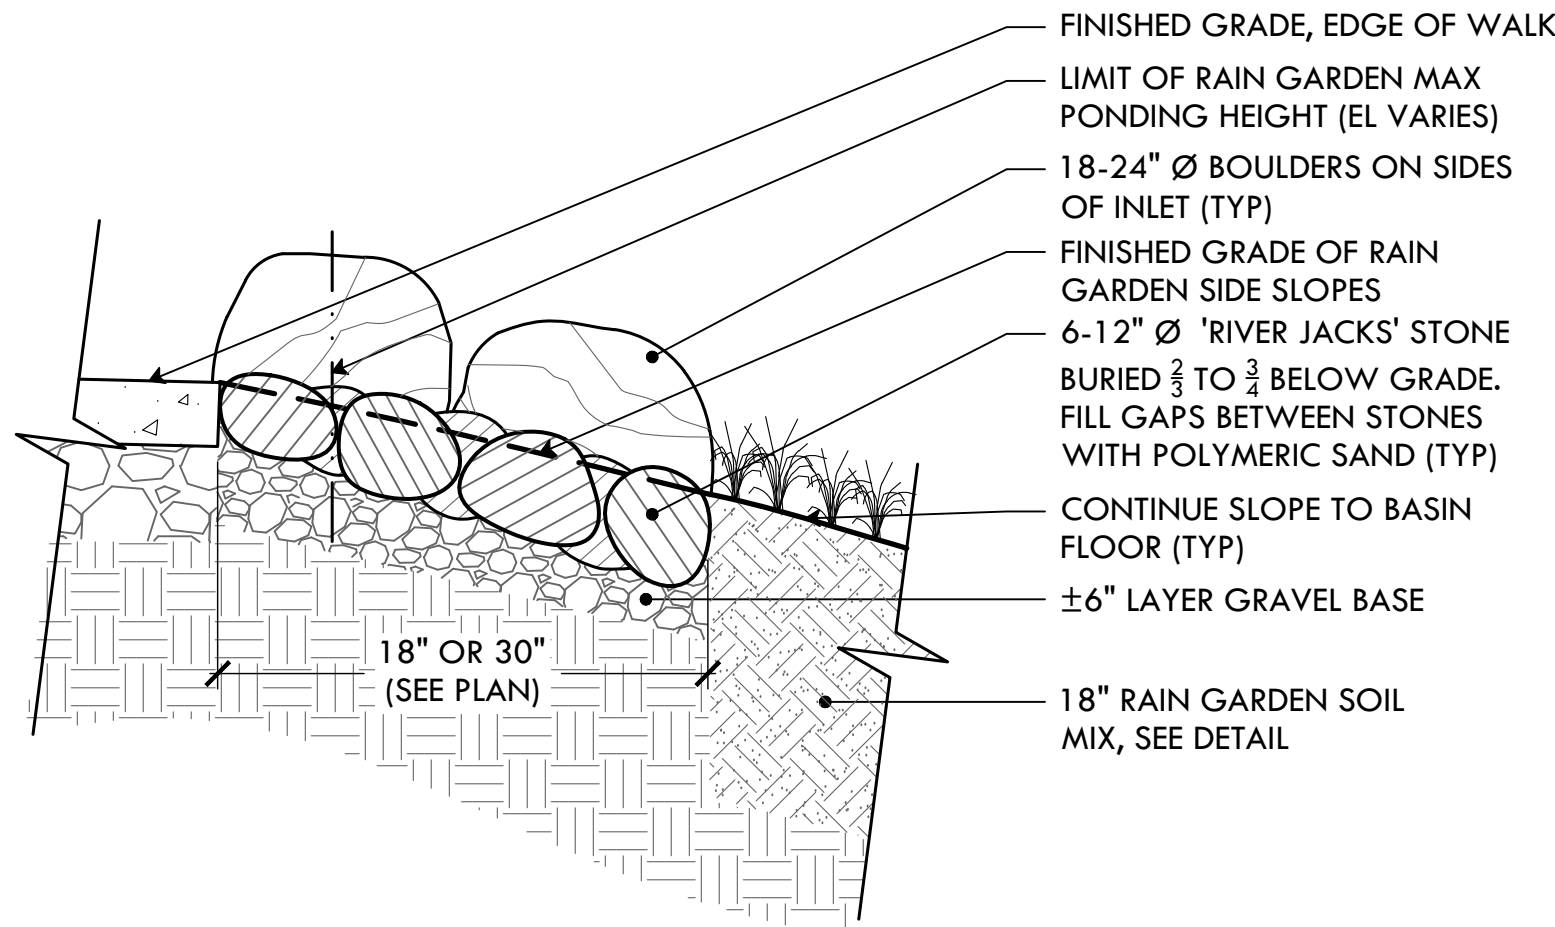 FINISHED GRADE, EDGE OF WALK
LIMIT OF RAIN GARDEN MAX
PONDING HEIGHT (EL VARIES)
18-24" Ø BOULDERS ON SIDES
OF INLET (TYP)
FINISHED GRADE OF RAIN
GARDEN SIDE SLOPES
6-12" Ø 'RIVER JACKS' STONE
BURIED 2/3 TO 3/4 BELOW GRADE.
FILL GAPS BETWEEN STONES
WITH POLYMERIC SAND (TYP)
CONTINUE SLOPE TO BASIN
FLOOR (TYP)
±6" LAYER GRAVEL BASE
18" OR 30"
(SEE PLAN)
18" RAIN GARDEN SOIL
MIX, SEE DETAIL